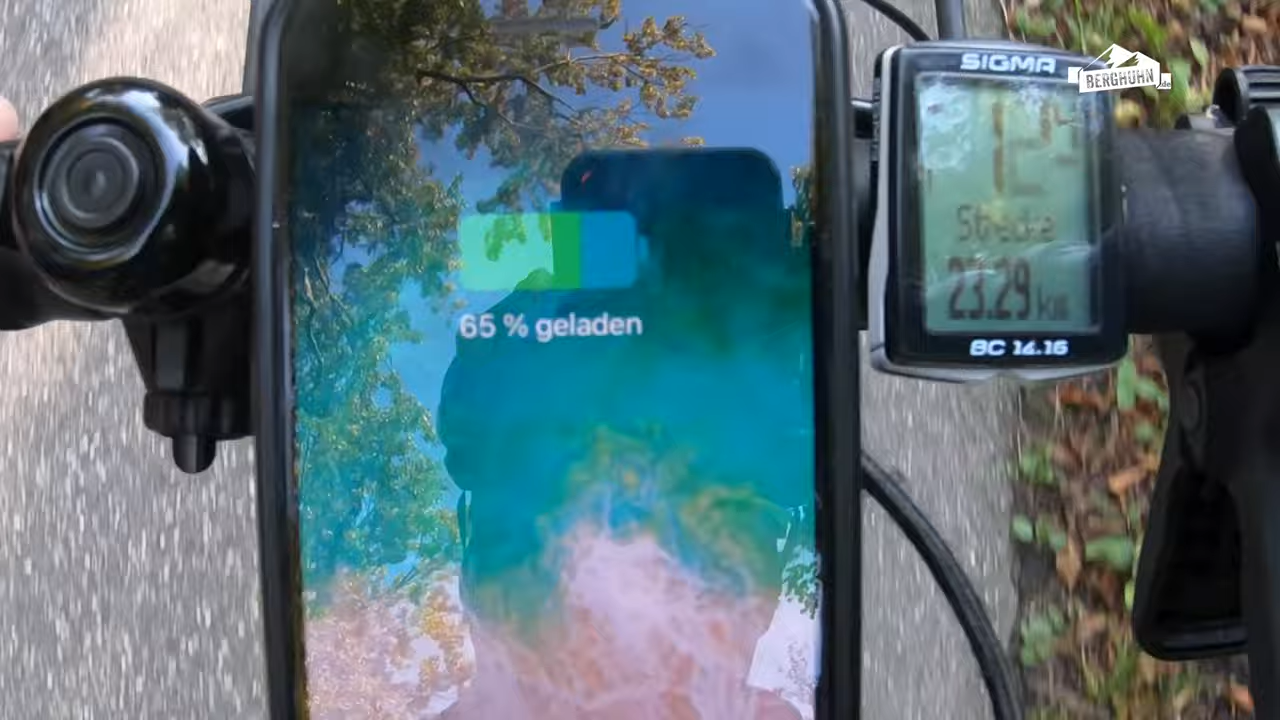 SIGMA
BERGHUHN.de
Strecke
23.29 km
BC 14.16
65 % geladen